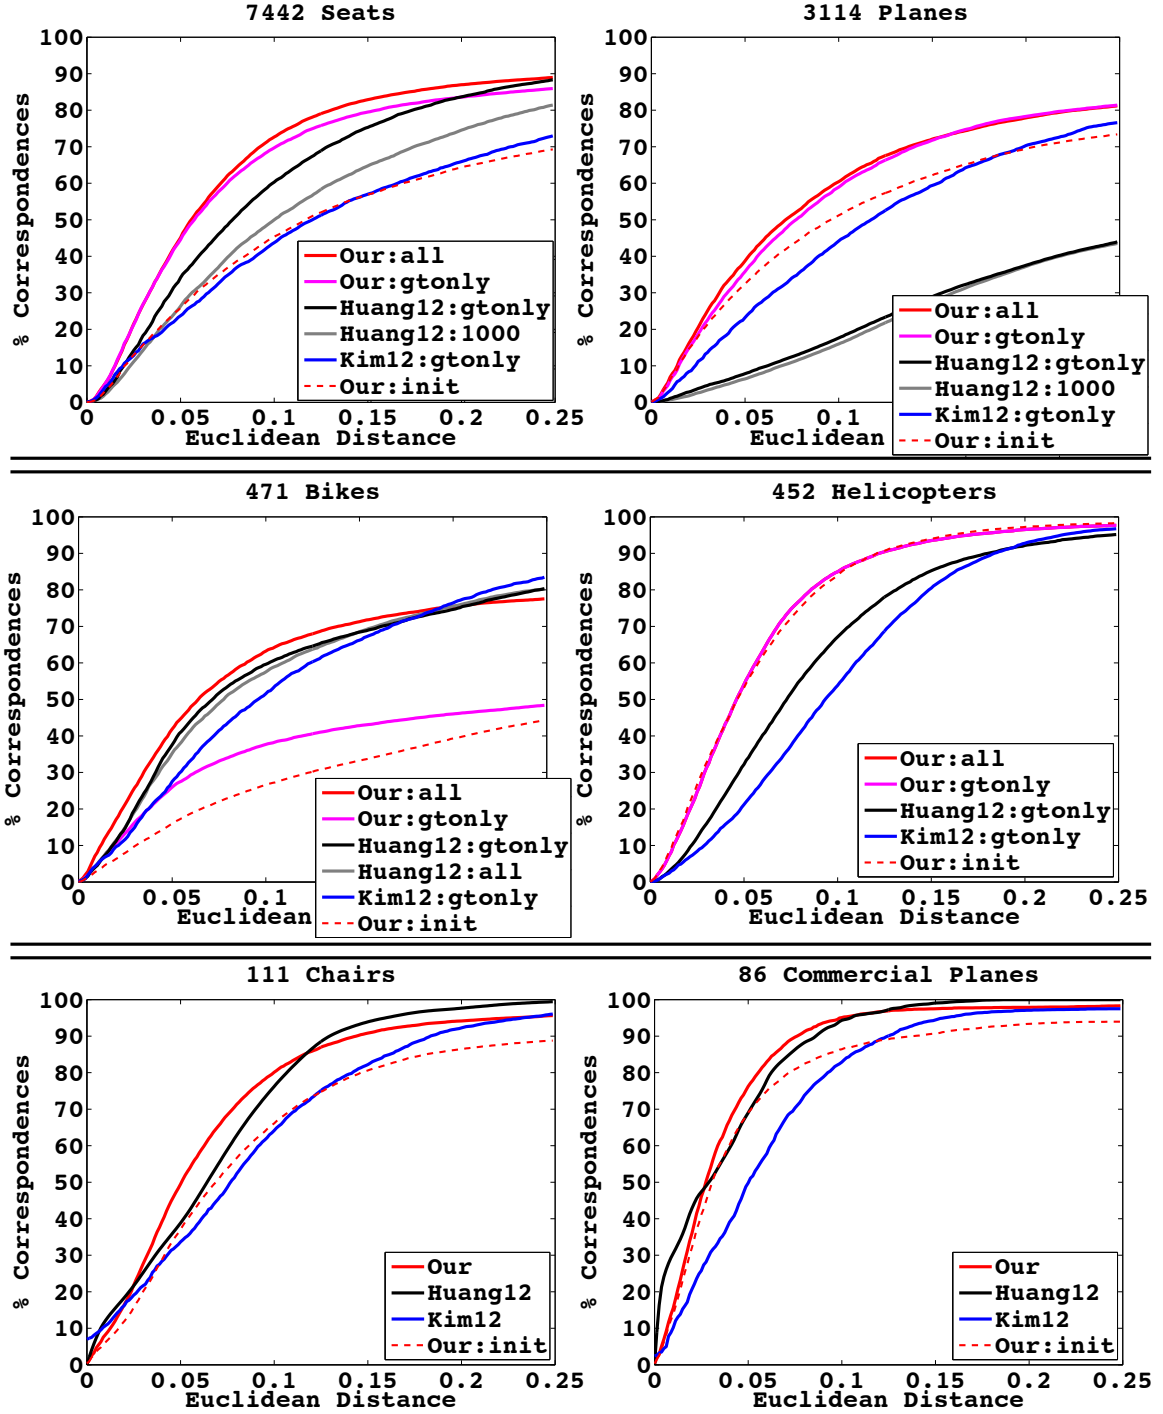 7442 Seats
% Correspondences
100
90
80
70
60
50
40
30
20
10
0
Our:all
Our:gtonly
Huang12:gtonly
Huang12:1000
Kim12:gtonly
Our:init
0 0.05 0.1 0.15 0.2 0.25
Euclidean Distance
3114 Planes
% Correspondences
100
90
80
70
60
50
40
30
20
10
0
Our:all
Our:gtonly
Huang12:gtonly
Huang12:1000
Kim12:gtonly
Our:init
0 0.05 0.1
Euclidean
471 Bikes
% Correspondences
100
90
80
70
60
50
40
30
20
10
0
Our:all
Our:gtonly
Huang12:gtonly
Huang12:all
Kim12:gtonly
Our:init
0 0.05 0.1
Euclidean
452 Helicopters
% Correspondences
100
90
80
70
60
50
40
30
20
10
0
Our:all
Our:gtonly
Huang12:gtonly
Kim12:gtonly
Our:init
0 0.05 0.1 0.15 0.2 0.25
Euclidean Distance
111 Chairs
% Correspondences
100
90
80
70
60
50
40
30
20
10
0
Our
Huang12
Kim12
Our:init
0 0.05 0.1 0.15 0.2 0.25
Euclidean Distance
86 Commercial Planes
% Correspondences
100
90
80
70
60
50
40
30
20
10
0
Our
Huang12
Kim12
Our:init
0 0.05 0.1 0.15 0.2 0.25
Euclidean Distance